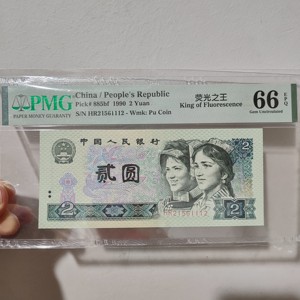 PMG
PAPER MONEY GUARANTY
China / People's Republic
Pick# 885bf 1990 2 Yuan
S/N HR21561112 - Wmk: Pu Coin
荧光之王
King of Fluorescence
66 EPQ
Gem Uncirculated
中国人民银行
2
贰圆
HR21561112
2
2